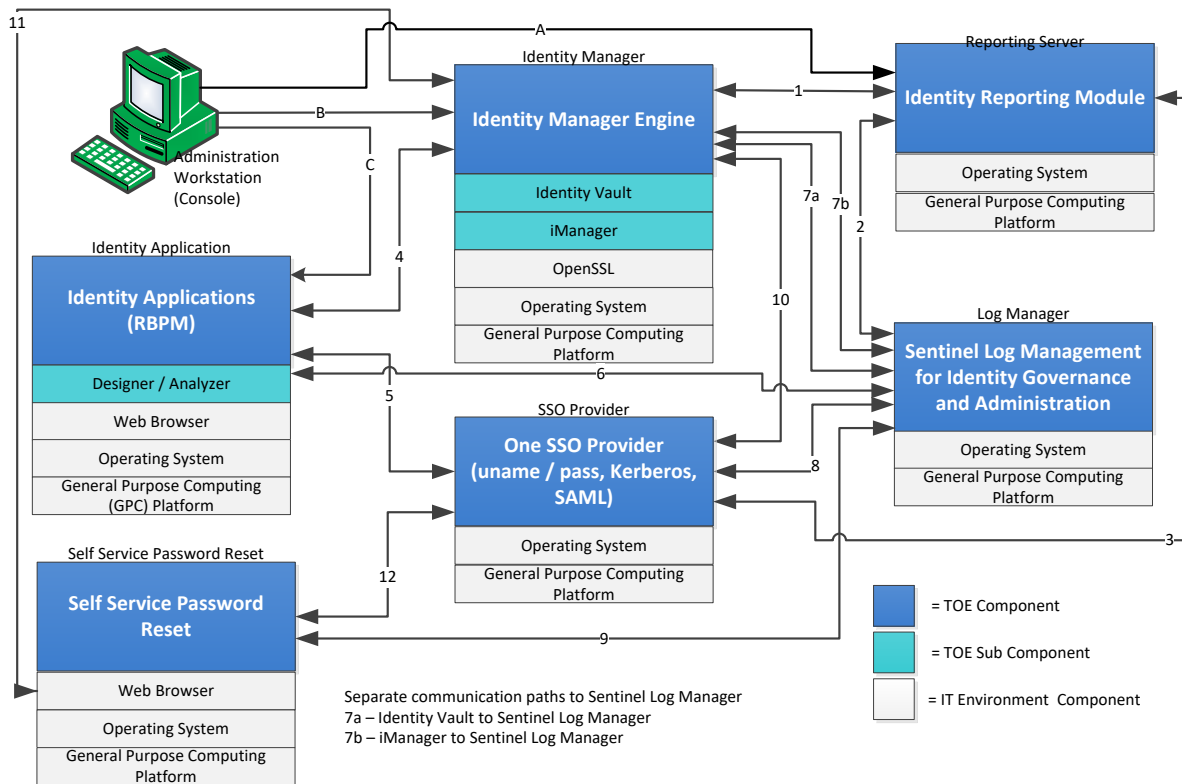 11
A
Administration
Workstation
(Console)
B
C
Identity Manager
Identity Manager Engine
Identity Vault
iManager
OpenSSL
Operating System
General Purpose Computing
Platform
1
Reporting Server
Identity Reporting Module
Operating System
General Purpose Computing
Platform
7a
7b
2
4
10
Identity Application
Identity Applications
(RBPM)
Designer / Analyzer
Web Browser
Operating System
General Purpose Computing
(GPC) Platform
5
6
Log Manager
Sentinel Log Management
for Identity Governance
and Administration
Operating System
General Purpose Computing
Platform
SSO Provider
One SSO Provider
(uname / pass, Kerberos,
SAML)
Operating System
General Purpose Computing
Platform
8
3
12
9
Self Service Password Reset
Self Service Password
Reset
Web Browser
Operating System
General Purpose Computing
Platform
Separate communication paths to Sentinel Log Manager
7a – Identity Vault to Sentinel Log Manager
7b – iManager to Sentinel Log Manager
= TOE Component
= TOE Sub Component
= IT Environment Component